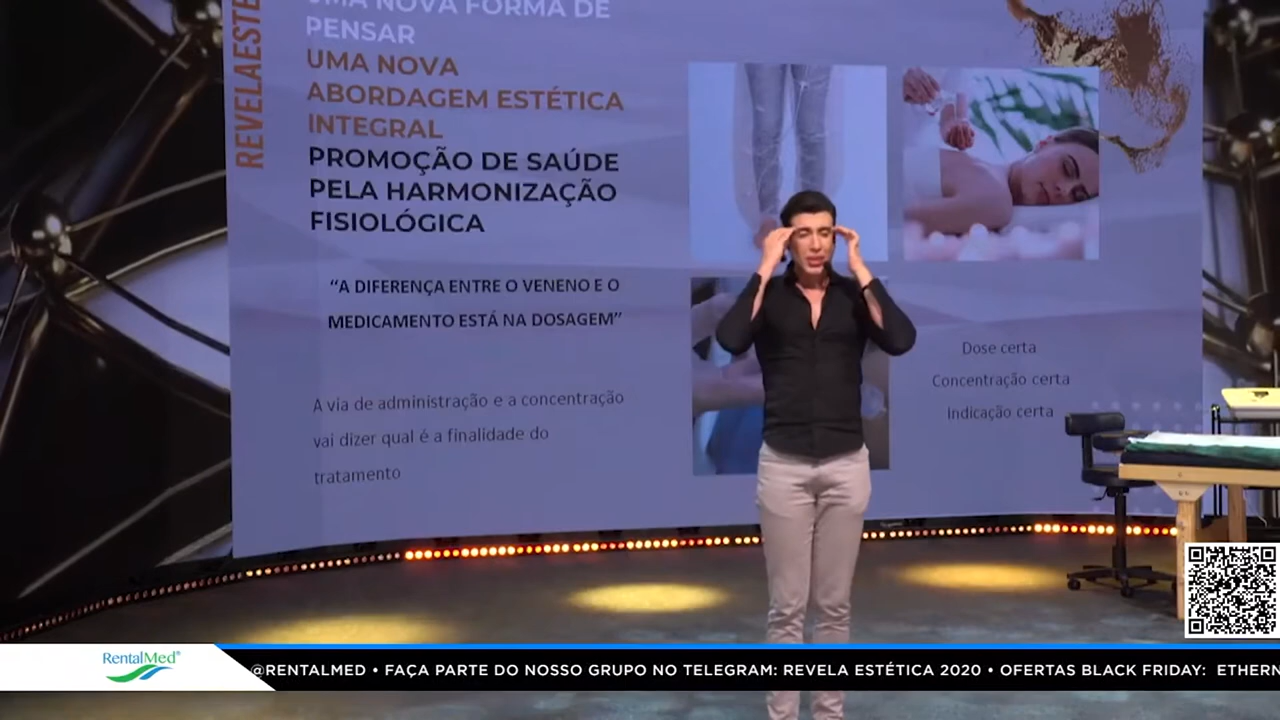 REVELAESTE
UMA NOVA FORMA DE
PENSAR
UMA NOVA
ABORDAGEM ESTÉTICA
INTEGRAL
PROMOÇÃO DE SAÚDE
PELA HARMONIZAÇÃO
FISIOLÓGICA
“A DIFERENÇA ENTRE O VENENO E O
MEDICAMENTO ESTÁ NA DOSAGEM”
A via de administração e a concentração
vai dizer qual é a finalidade do
tratamento
Dose certa
Concentração certa
Indicação certa
RentalMed®
@RENTALMED • FAÇA PARTE DO NOSSO GRUPO NO TELEGRAM: REVELA ESTÉTICA 2020 • OFERTAS BLACK FRIDAY: ETHERN